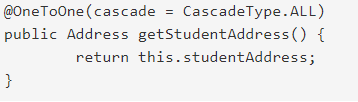 @OneToOne(cascade = CascadeType.ALL)
public Address getStudentAddress() {
        return this.studentAddress;
}